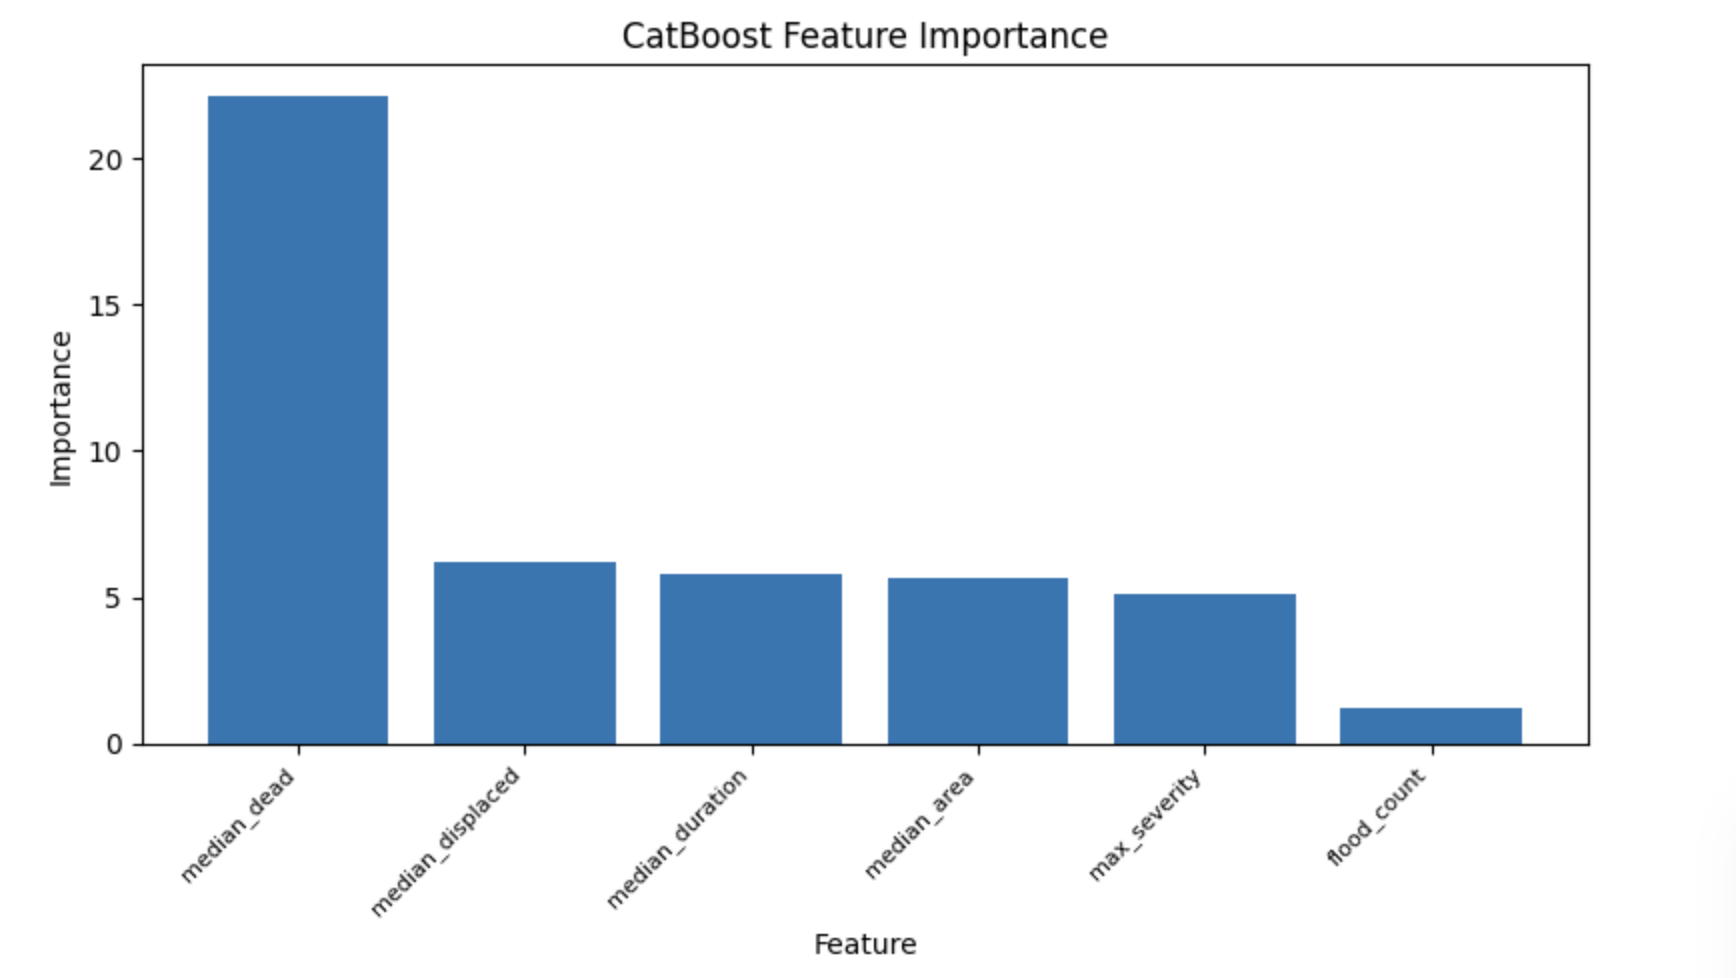 CatBoost Feature Importance
Importance
20
15
10
5
0
median_dead
median_displaced
median_duration
median_area
max_severity
flood_count
Feature